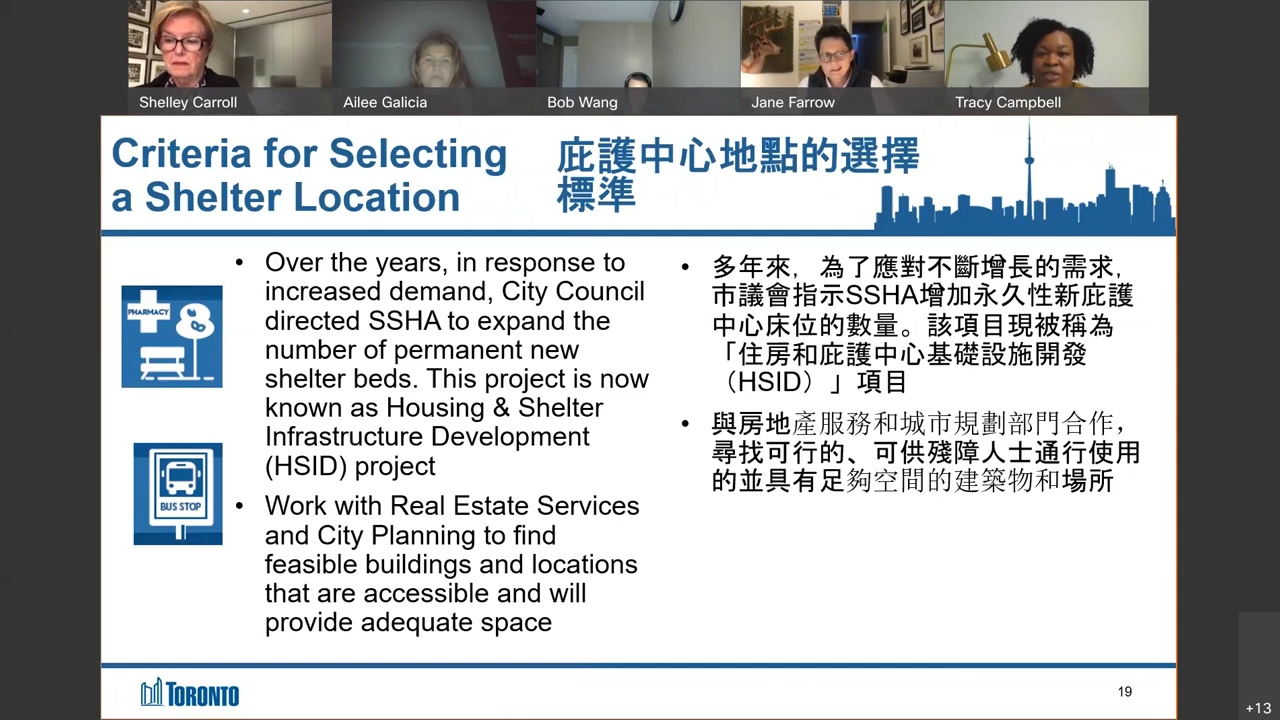 Shelley Carroll
Ailee Galicia
Bob Wang
Jane Farrow
Tracy Campbell
Criteria for Selecting
a Shelter Location
庇護中心地點的選擇
標準
PHARMACY
BUS STOP
• Over the years, in response to
increased demand, City Council
directed SSHA to expand the
number of permanent new
shelter beds. This project is now
known as Housing & Shelter
Infrastructure Development
(HSID) project
• Work with Real Estate Services
and City Planning to find
feasible buildings and locations
that are accessible and will
provide adequate space
• 多年來，為了應對不斷增長的需求，
市議會指示SSHA增加永久性新庇護
中心床位的數量。該項目現被稱為
「住房和庇護中心基礎設施開發
（HSID）」項目
• 與房地產服務和城市規劃部門合作，
尋找可行的、可供殘障人士通行使用
的並具有足夠空間的建築物和場所
TORONTO
19
+13